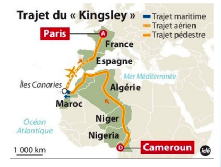 Trajet du « Kingsley »
Trajet maritime
Trajet aérien
Trajet pédestre
Paris
A
France
Espagne
Îles Canaries
Mer Méditerranée
Maroc
Algérie
Océan
Atlantique
Niger
Nigeria
D
Cameroun
1 000 km